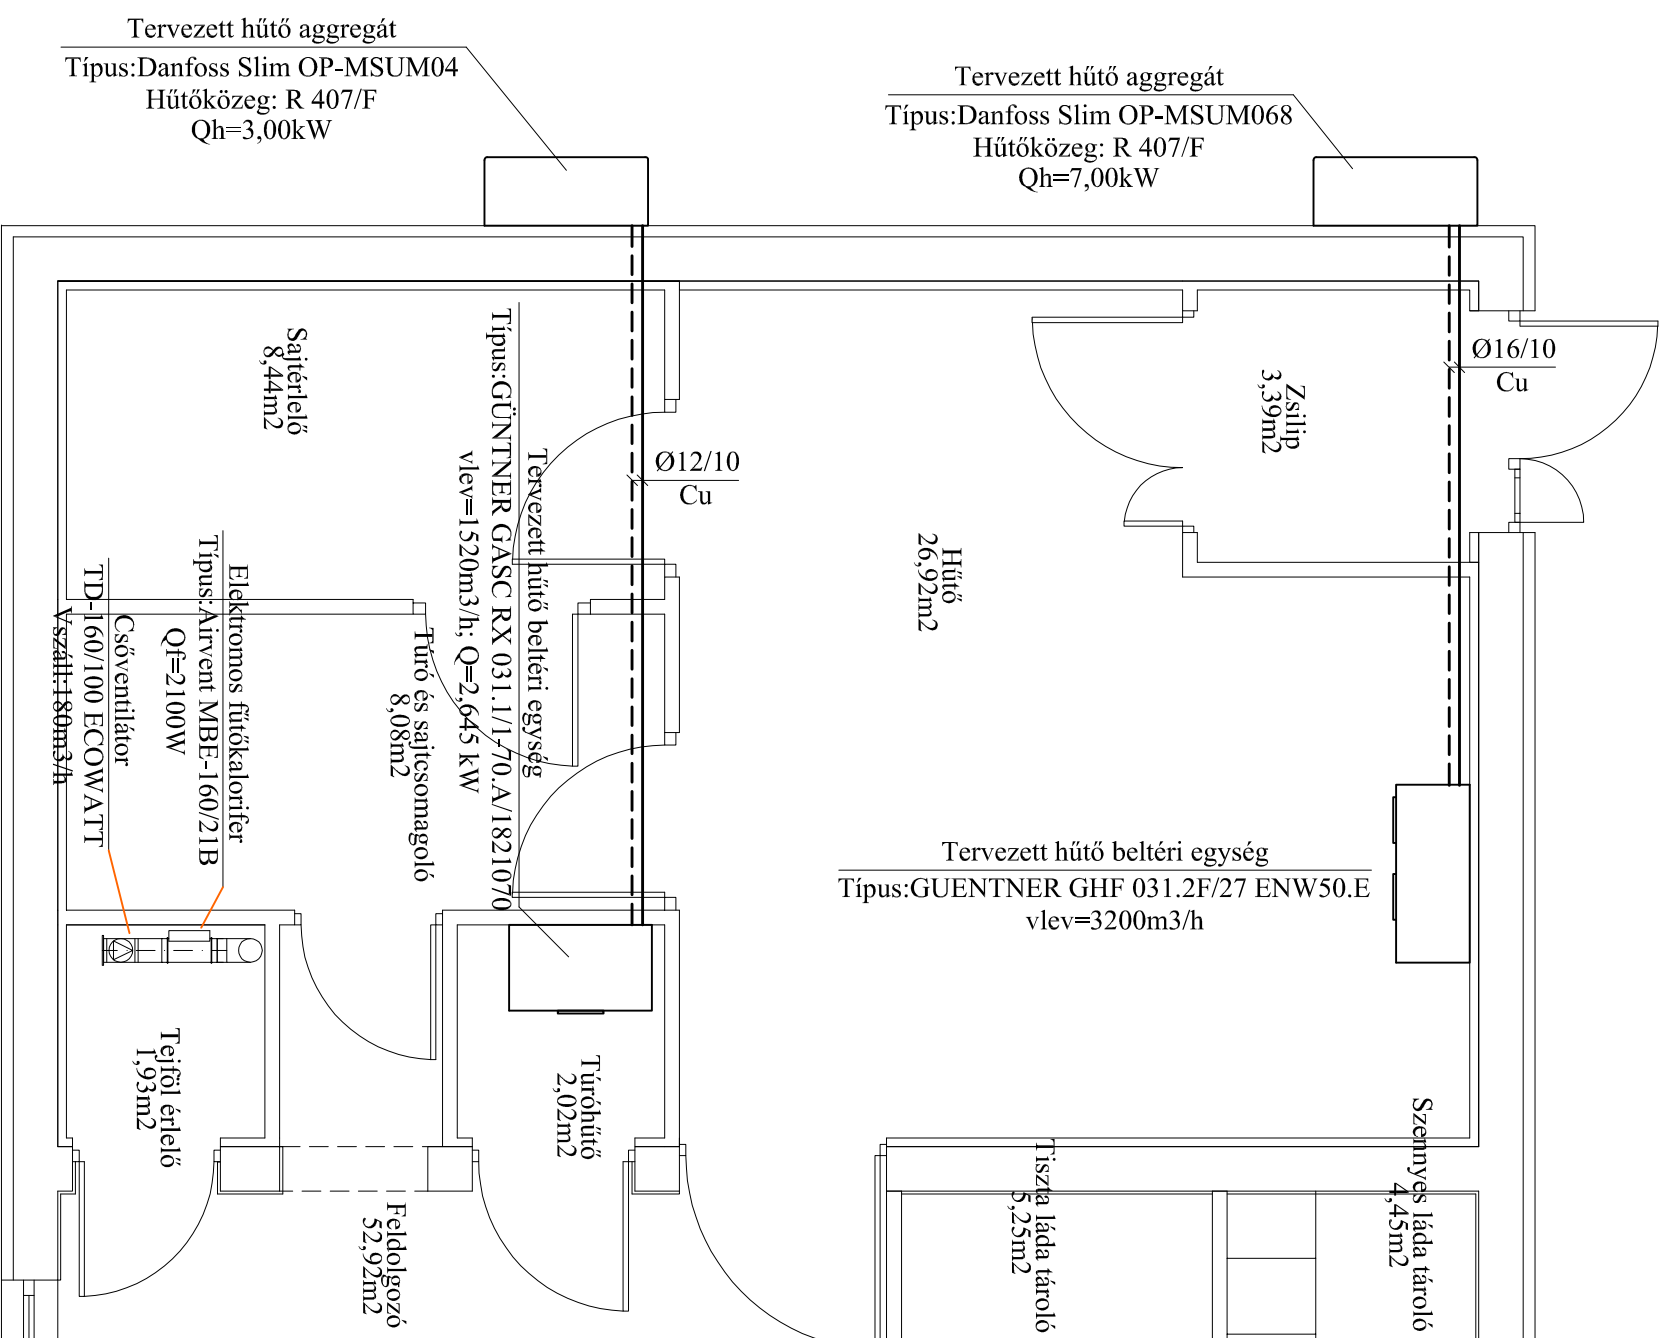 Tervezett hűtő aggregát
Típus:Danfoss Slim OP-MSUM04
Hűtőközeg: R 407/F
Qh=3,00kW
Tervezett hűtő aggregát
Típus:Danfoss Slim OP-MSUM068
Hűtőközeg: R 407/F
Qh=7,00kW
Sajtérlelő
8,44m2
Tervezett hűtő beltéri egység
Típus:GÜNTNER GASC RX 031.1/1-70.A/1821070
vlev=1520m3/h; Q=2,645 kW
Ø12/10
Cu
Ø16/10
Cu
Zsilip
3,39m2
Hűtő
26,92m2
Elektromos fűtőkalorifer
Típus:Airvent MBE-160/21B
Qf=2100W
Csőventilátor
TD-160/100 ECOWATT
Vszáll:180m3/h
Túró és sajtcsomagoló
8,08m2
Tervezett hűtő beltéri egység
Típus:GUENTNER GHF 031.2F/27 ENW50.E
vlev=3200m3/h
Tejföl érlelő
1,93m2
Túróhűtő
2,02m2
Feldolgozó
52,92m2
Tiszta láda tároló
5,25m2
Szennyes láda tároló
4,45m2